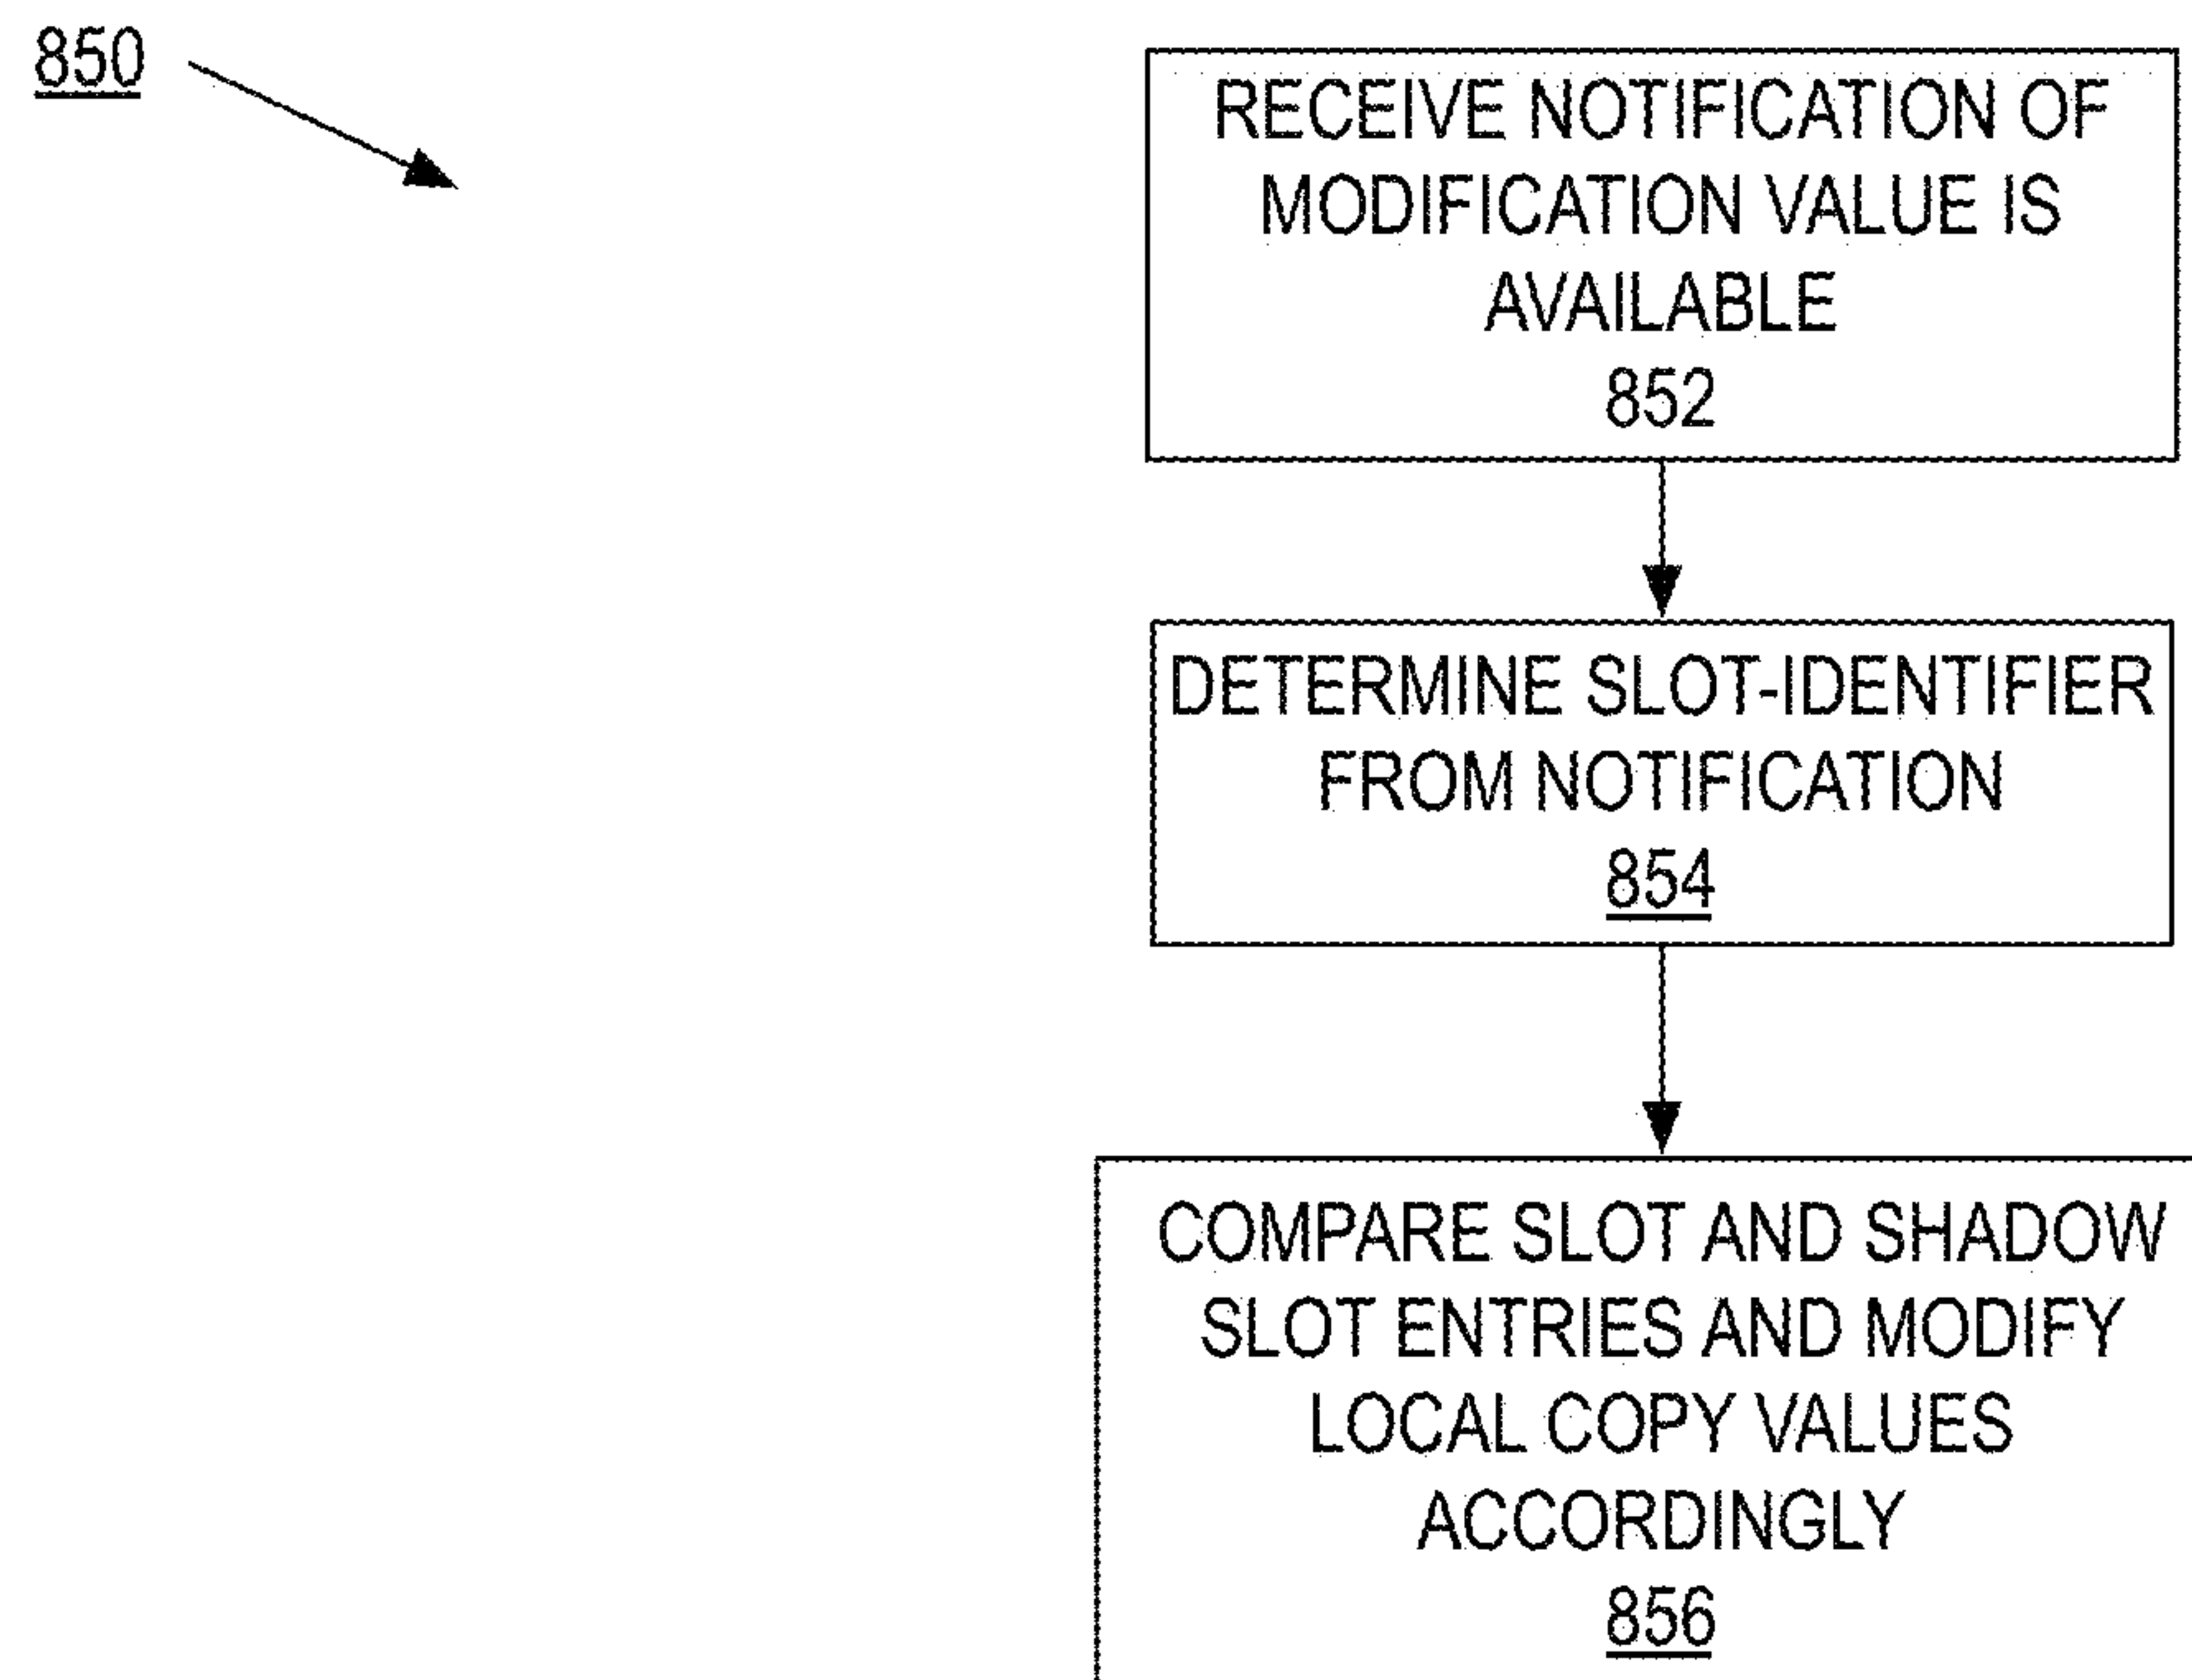 850
RECEIVE NOTIFICATION OF
MODIFICATION VALUE IS
AVAILABLE
852
DETERMINE SLOT-IDENTIFIER
FROM NOTIFICATION
854
COMPARE SLOT AND SHADOW
SLOT ENTRIES AND MODIFY
LOCAL COPY VALUES
ACCORDINGLY
856